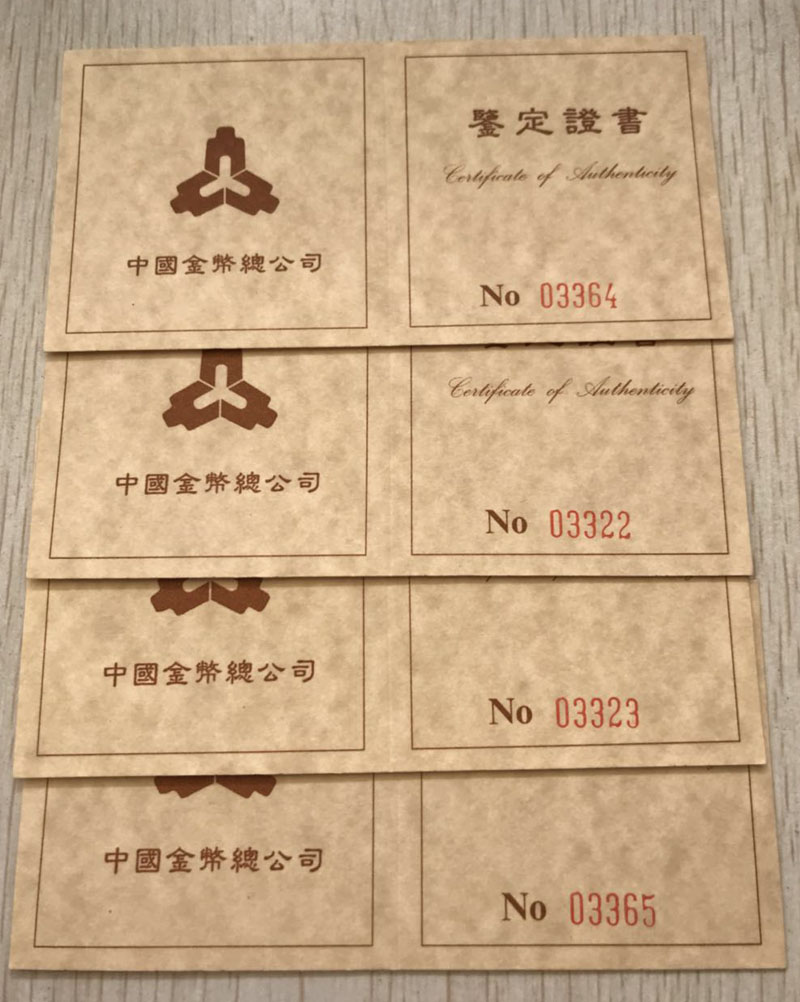 鑒定證書
Certificate of Authenticity
中國金幣總公司
No 03364
Certificate of Authenticity
中國金幣總公司
No 03322
中國金幣總公司
No 03323
中國金幣總公司
No 03365